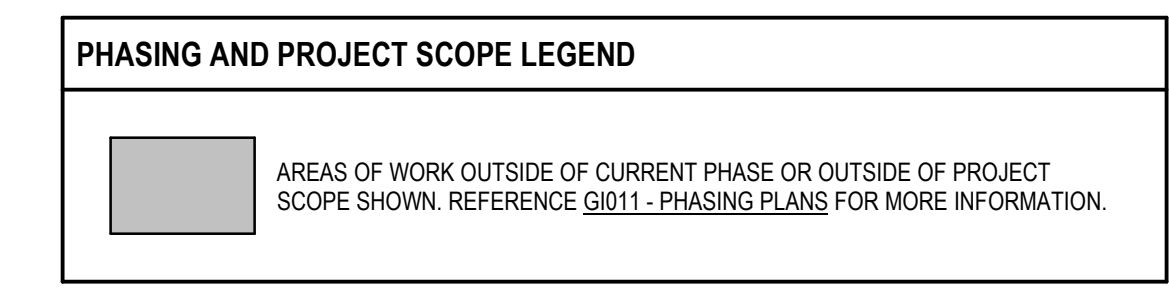 PHASING AND PROJECT SCOPE LEGEND
AREAS OF WORK OUTSIDE OF CURRENT PHASE OR OUTSIDE OF PROJECT
SCOPE SHOWN. REFERENCE GI011 - PHASING PLANS FOR MORE INFORMATION.